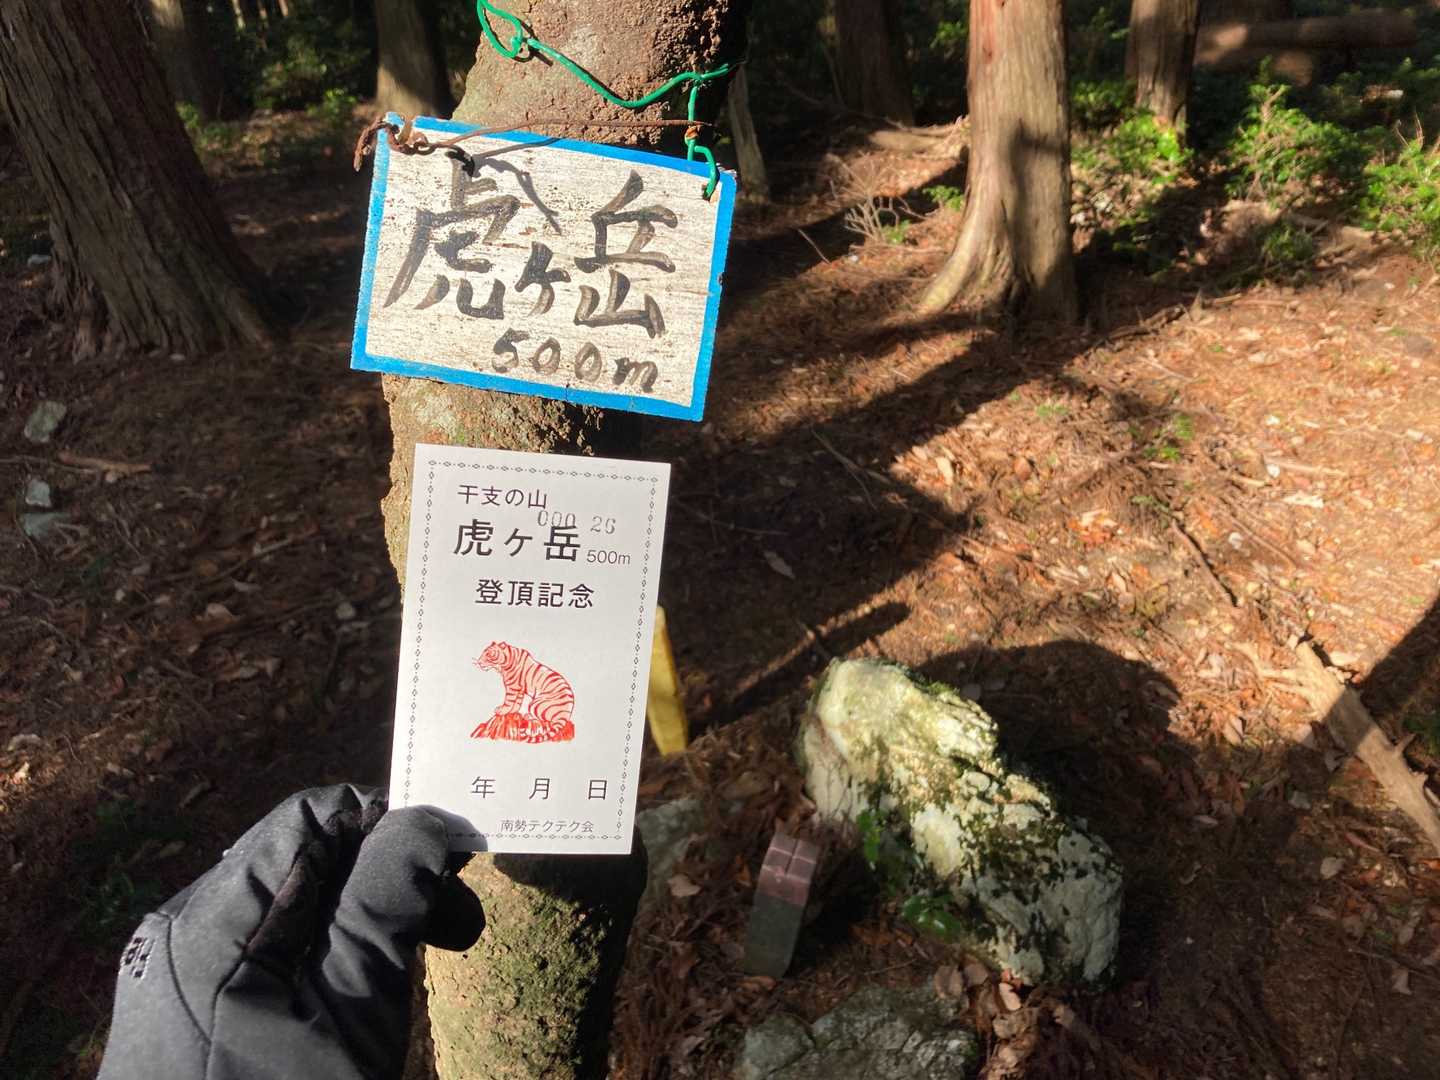 虎ケ岳
500m
干支の山
000 26
虎ヶ岳 500m
登頂記念
年 月 日
南勢テクテク会